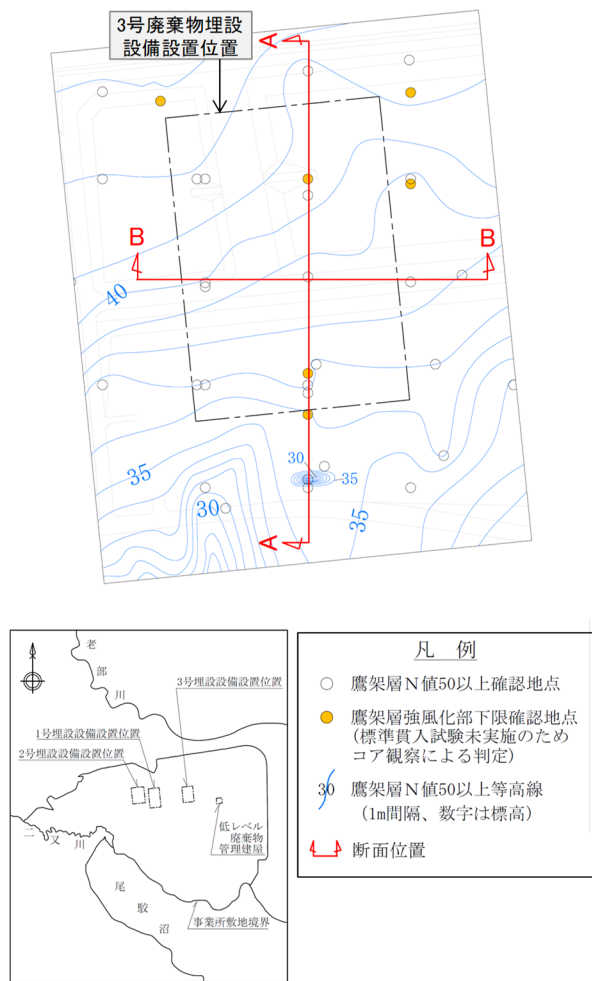 3号廃棄物埋設
設備設置位置
A
B
B
40
35
30
30
35
35
A
老
部
川
3号埋設設備設置位置
1号埋設設備設置位置
2号埋設設備設置位置
低レベル
廃棄物
管理建屋
二又川
尾
駮
沼
事業所敷地境界
凡 例
鷹架層N値50以上確認地点
鷹架層強風化部下限確認地点
(標準貫入試験未実施のため
コア観察による判定)
30 鷹架層N値50以上等高線
(1m間隔、数字は標高)
断面位置